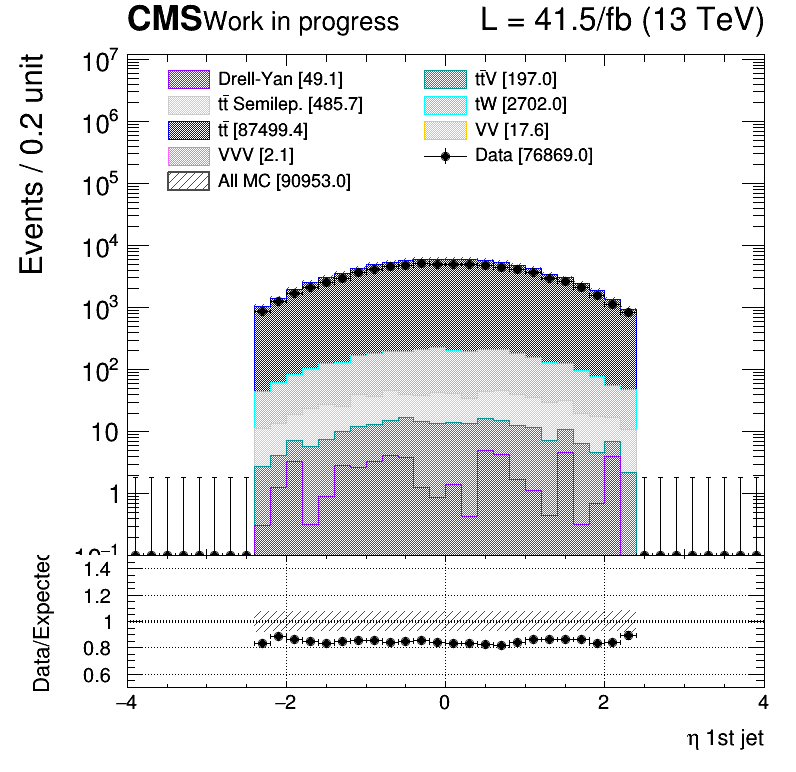 CMS Work in progress L = 41.5/fb (13 TeV)
Events / 0.2 unit
10⁷
10⁶
10⁵
10⁴
10³
10²
10
1
10⁻¹
Drell-Yan [49.1]
tt̄ Semilep. [485.7]
tt̄ [87499.4]
VVV [2.1]
All MC [90953.0]
tt̄V [197.0]
tW [2702.0]
VV [17.6]
Data [76869.0]
Data/Expected
1.4
1.2
1
0.8
0.6
−4 −2 0 2 4
η 1st jet